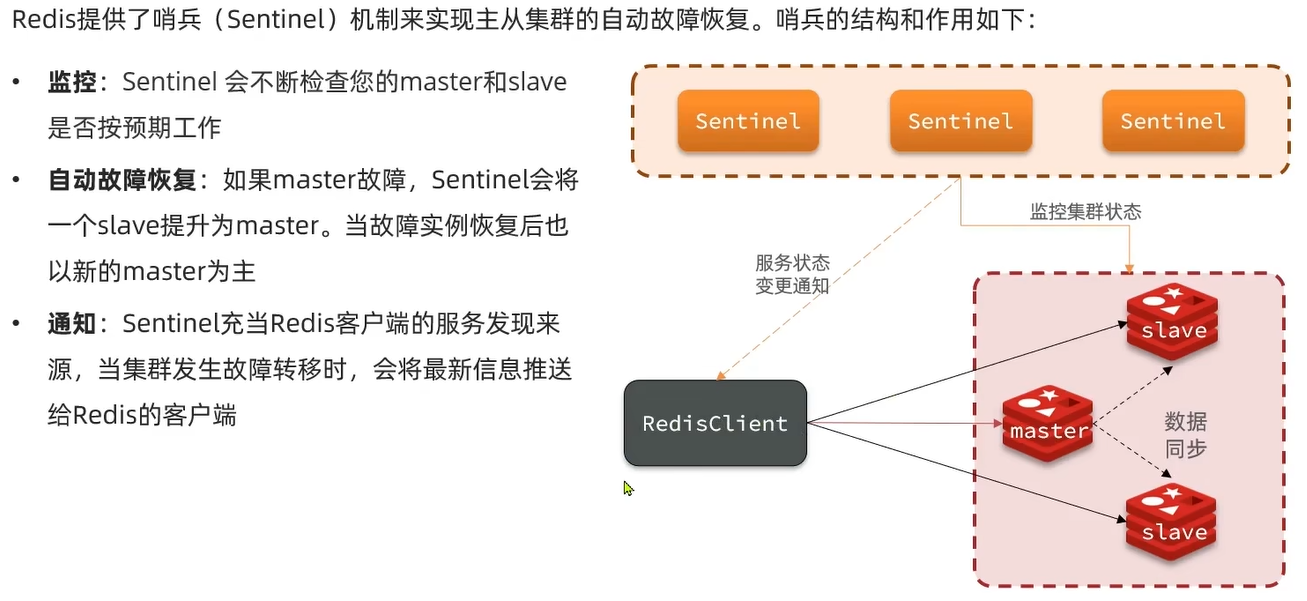 Redis提供了哨兵（Sentinel）机制来实现主从集群的自动故障恢复。哨兵的结构和作用如下：
• 监控：Sentinel 会不断检查您的master和slave
是否按预期工作
• 自动故障恢复：如果master故障，Sentinel会将
一个slave提升为master。当故障实例恢复后也
以新的master为主
• 通知：Sentinel充当Redis客户端的服务发现来
源，当集群发生故障转移时，会将最新信息推送
给Redis的客户端
Sentinel
Sentinel
Sentinel
监控集群状态
服务状态
变更通知
RedisClient
slave
master
数据
同步
slave